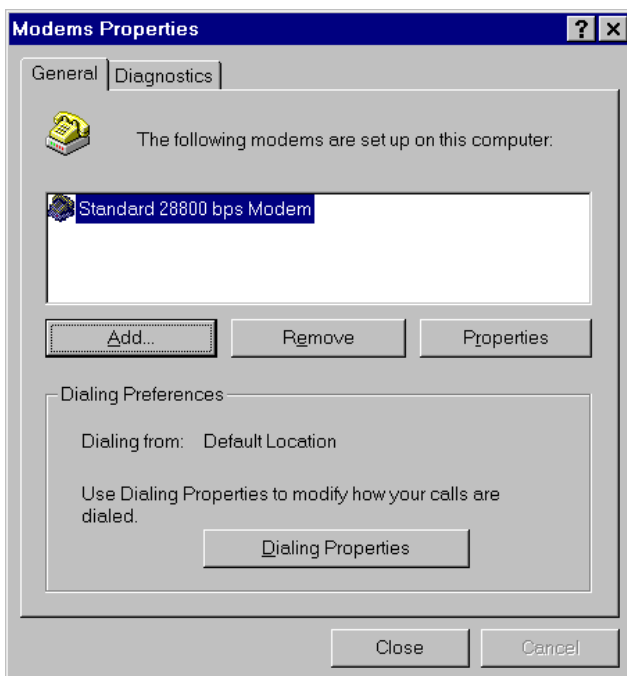 Modems Properties
General Diagnostics
The following modems are set up on this computer:
Standard 28800 bps Modem
Add... Remove Properties
Dialing Preferences
Dialing from: Default Location
Use Dialing Properties to modify how your calls are
dialed.
Dialing Properties
Close Cancel